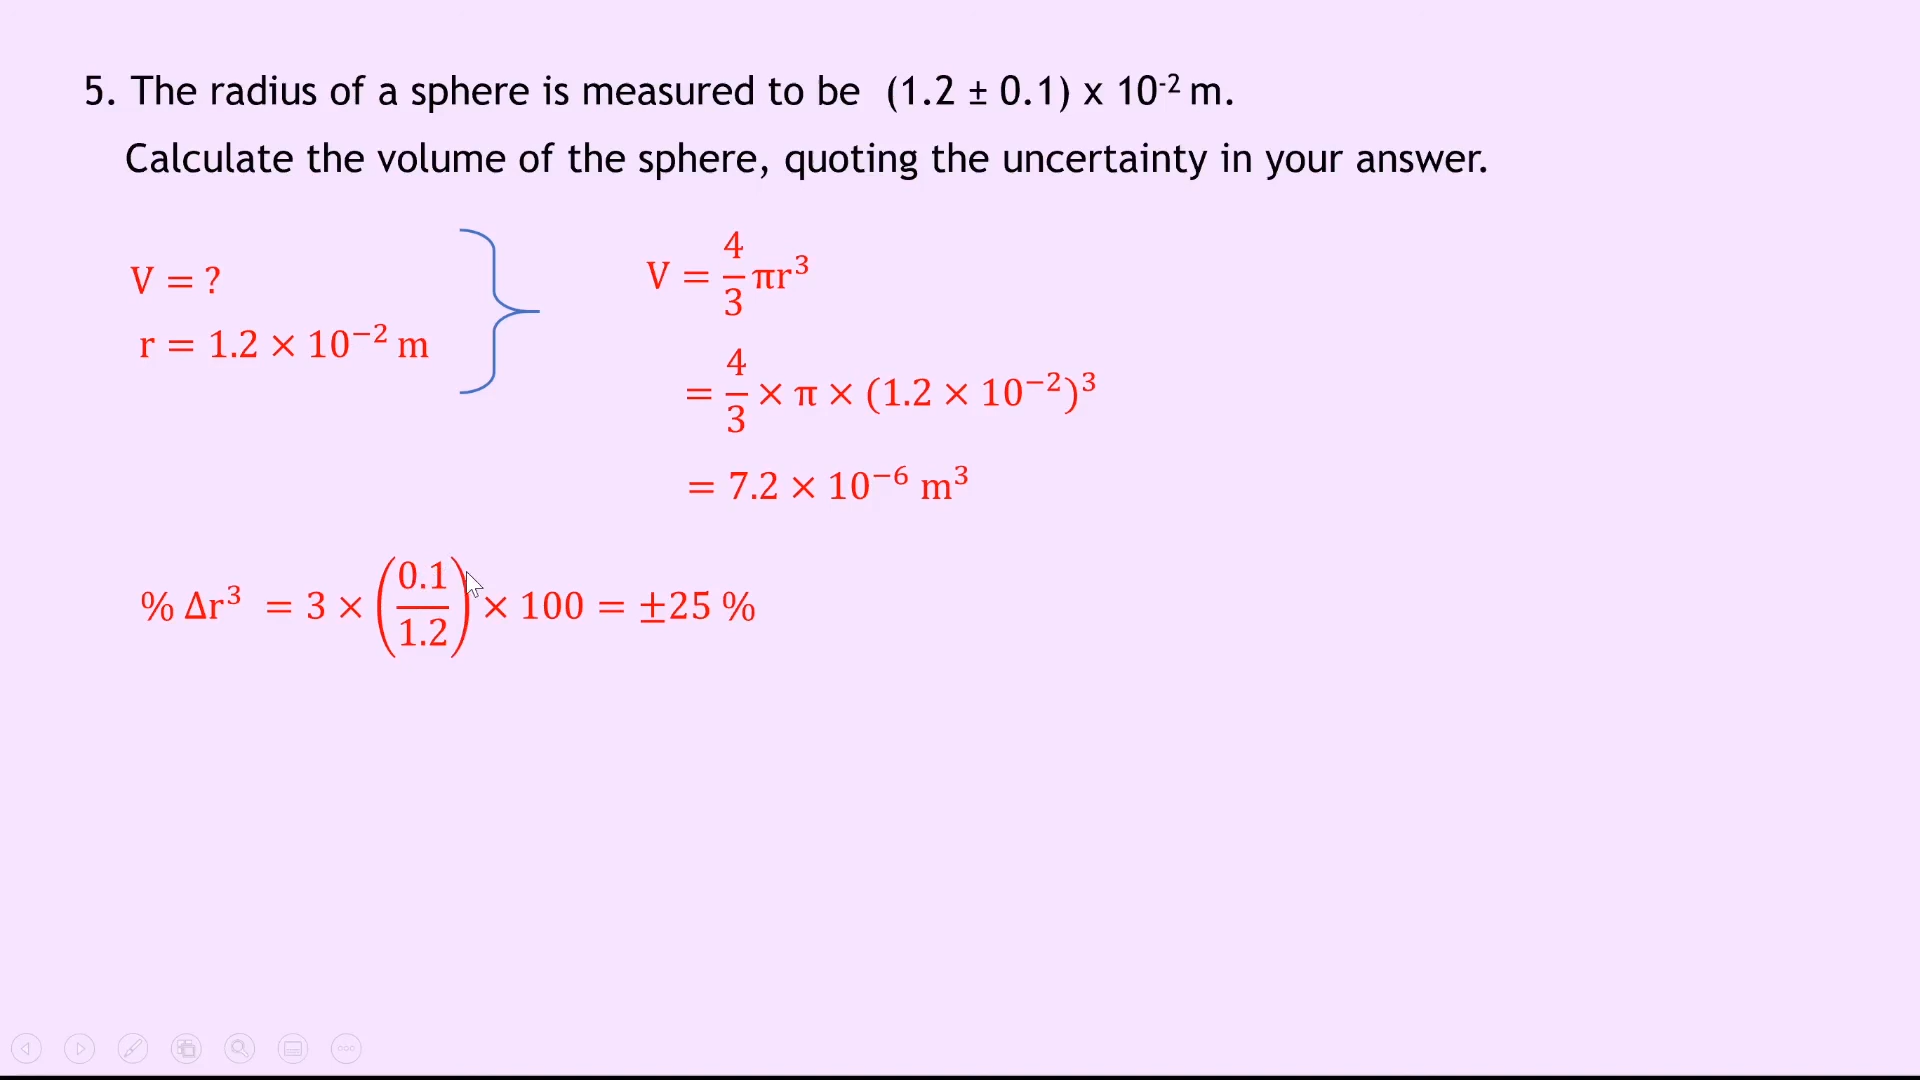 5. The radius of a sphere is measured to be (1.2 ± 0.1) x 10⁻² m.
Calculate the volume of the sphere, quoting the uncertainty in your answer.
V = ?
r = 1.2 × 10⁻² m
V = 4/3 πr³
= 4/3 × π × (1.2 × 10⁻²)³
= 7.2 × 10⁻⁶ m³
% Δr³ = 3 × (0.1/1.2) × 100 = ±25 %